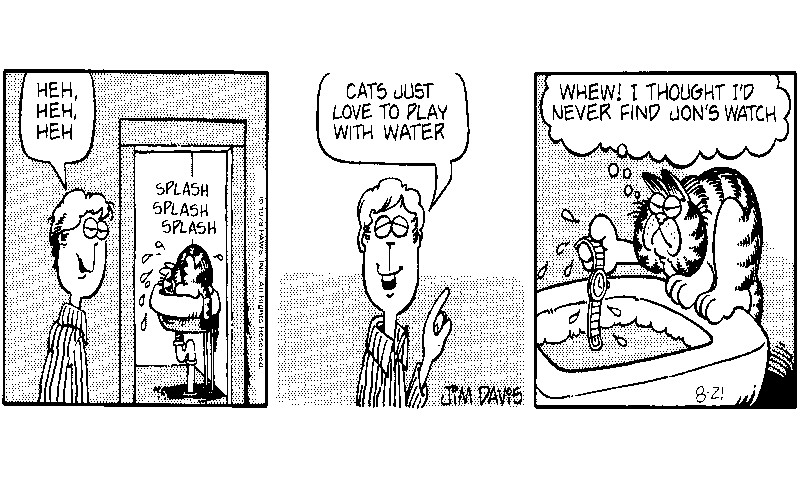 HEH,
HEH,
HEH
SPLASH
SPLASH
SPLASH
CATS JUST
LOVE TO PLAY
WITH WATER
JIM DAVIS
WHEW! I THOUGHT I'D
NEVER FIND JON'S WATCH
8-21